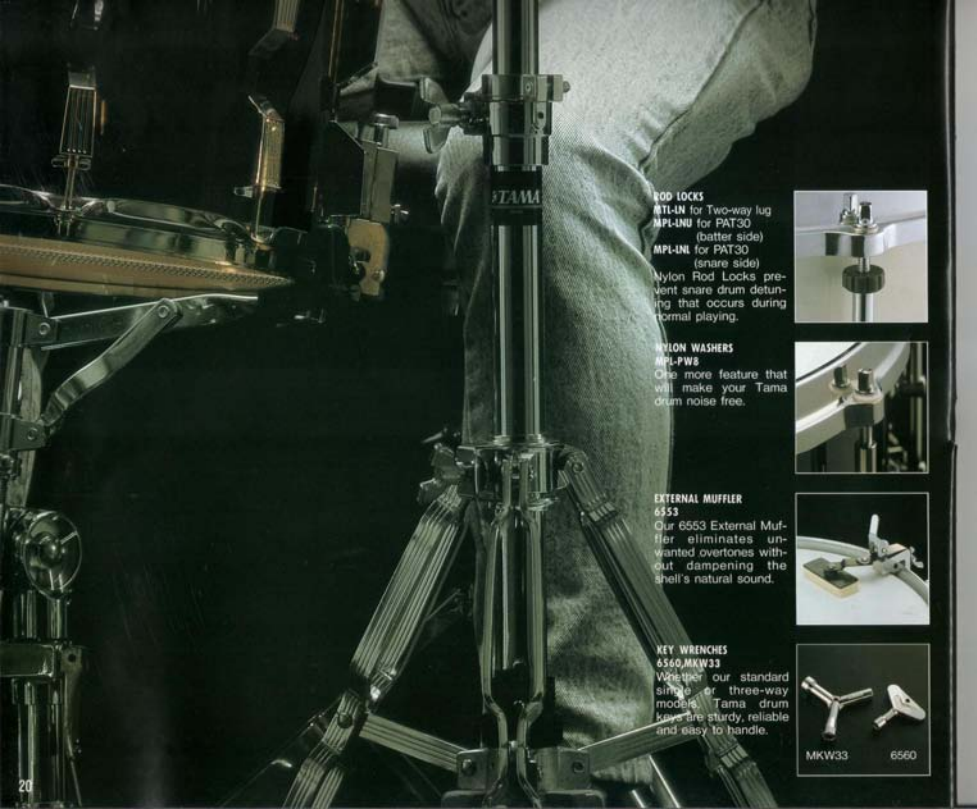 TAMA
ROD LOCKS
MTL-LN for Two-way lug
MPL-LNU for PAT30
(batter side)
MPL-LNL for PAT30
(snare side)
Nylon Rod Locks pre-
vent snare drum detun-
ing that occurs during
normal playing.
NYLON WASHERS
MPL-PW8
One more feature that
will make your Tama
drum noise free.
EXTERNAL MUFFLER
6553
Our 6553 External Muf-
fler eliminates un-
wanted overtones with-
out dampening the
shell's natural sound.
KEY WRENCHES
6560,MKW33
Whether our standard
single or three-way
models, Tama drum
keys are sturdy, reliable
and easy to handle.
MKW33 6560
20